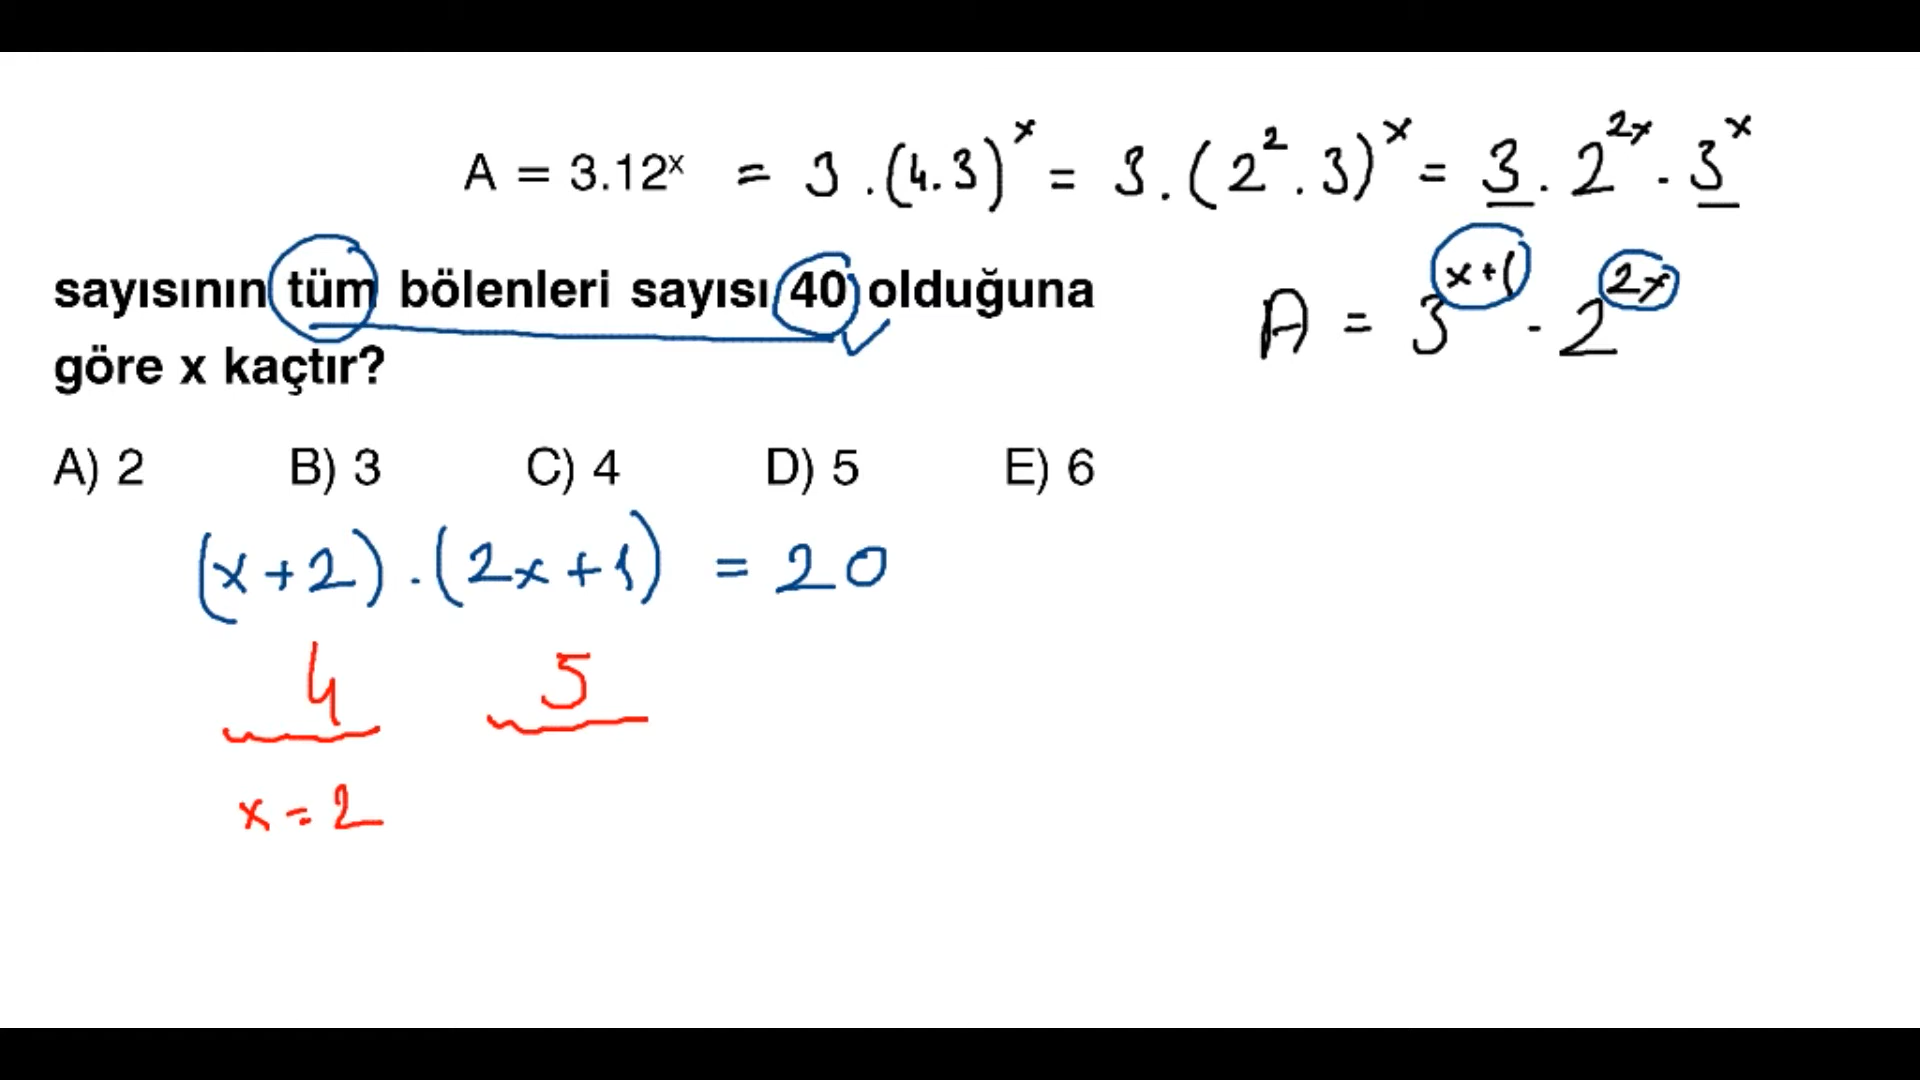 A = 3.12ˣ = 3 . (4.3)ˣ = 3 . (2² . 3)ˣ = 3 . 2²ˣ . 3ˣ
sayısının tüm bölenleri sayısı 40 olduğuna
A = 3ˣ⁺¹ . 2²ˣ
göre x kaçtır?
A) 2 B) 3 C) 4 D) 5 E) 6
(x+2) . (2x+1) = 20
4 5
x = 2